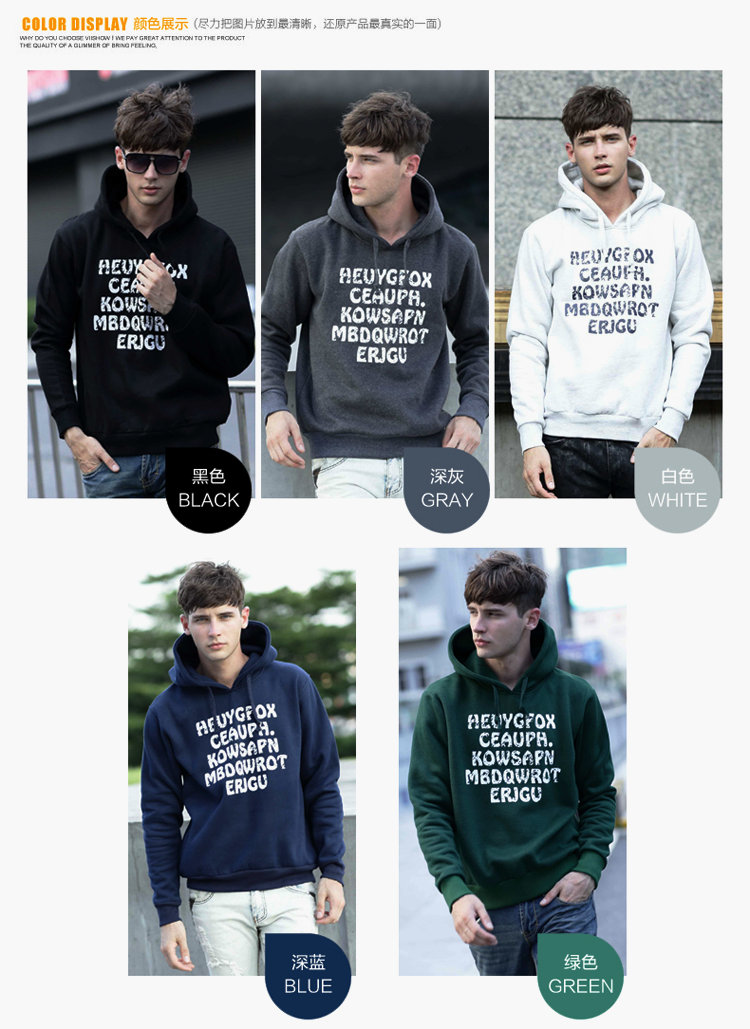 COLOR DISPLAY 颜色展示 (尽力把图片放到最清晰，还原产品最真实的一面)
WHY DO YOU CHOOSE VIISHOW ! WE PAY GREAT ATTENTION TO THE PRODUCT
THE QUALITY OF A GLIMMER OF BRING FEELING,
HEUYGFOX
CEAUPH.
KOWSAPN
MBDQWROT
ERJGU
黑色
BLACK
HEUYGFOX
CEAUPH.
KOWSAPN
MBDQWROT
ERJGU
深灰
GRAY
HEUYGFOX
CEAUPH.
KOWSAPN
MBDQWROT
ERJGU
白色
WHITE
HEUYGFOX
CEAUPH.
KOWSAPN
MBDQWROT
ERJGU
深蓝
BLUE
HEUYGFOX
CEAUPH.
KOWSAPN
MBDQWROT
ERJGU
绿色
GREEN